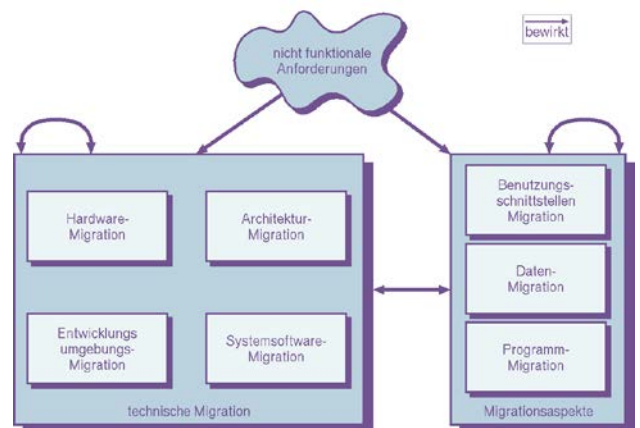 nicht funktionale
Anforderungen
bewirkt
Hardware-
Migration
Architektur-
Migration
Entwicklungs
umgebungs-
Migration
Systemsoftware-
Migration
technische Migration
Benutzungs-
schnittstellen
Migration
Daten-
Migration
Programm-
Migration
Migrationsaspekte